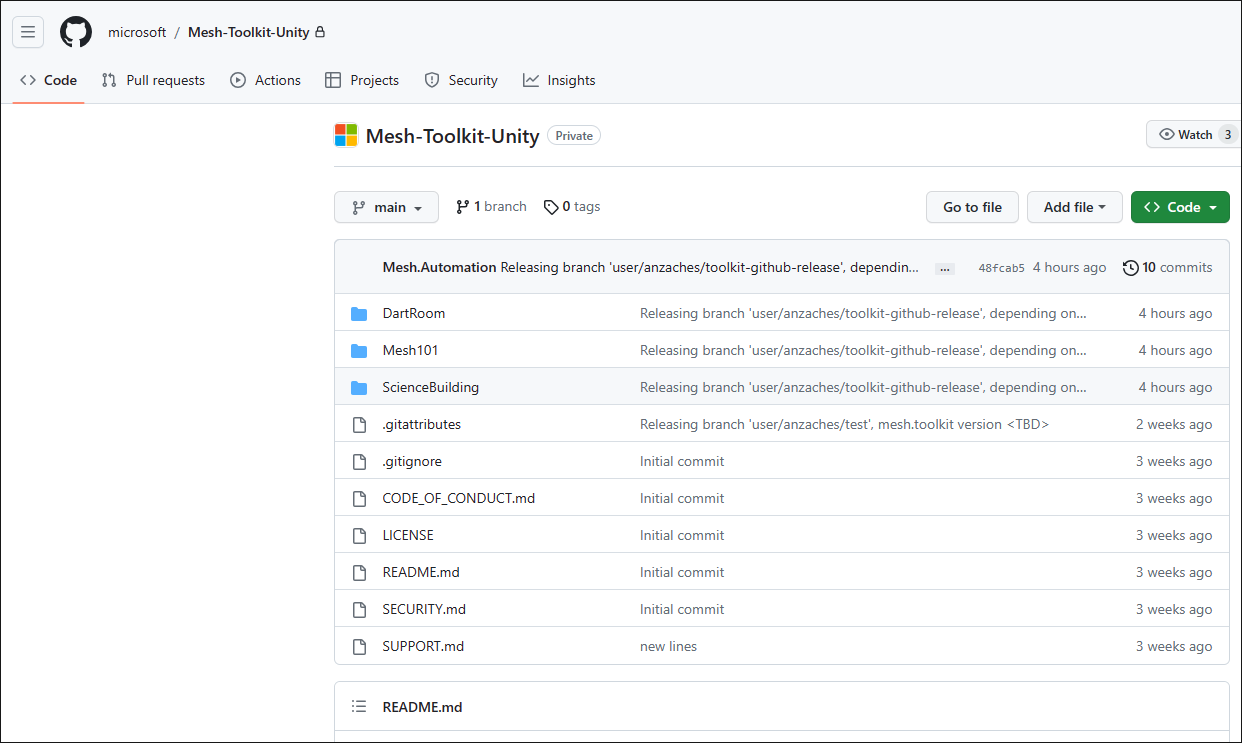 microsoft / Mesh-Toolkit-Unity
Code Pull requests Actions Projects Security Insights
Mesh-Toolkit-Unity Private Watch 3
main 1 branch 0 tags Go to file Add file Code
Mesh.Automation Releasing branch 'user/anzaches/toolkit-github-release', dependin... ... 48fcab5 4 hours ago 10 commits
DartRoom Releasing branch 'user/anzaches/toolkit-github-release', depending on... 4 hours ago
Mesh101 Releasing branch 'user/anzaches/toolkit-github-release', depending on... 4 hours ago
ScienceBuilding Releasing branch 'user/anzaches/toolkit-github-release', depending on... 4 hours ago
.gitattributes Releasing branch 'user/anzaches/test', mesh.toolkit version <TBD> 2 weeks ago
.gitignore Initial commit 3 weeks ago
CODE_OF_CONDUCT.md Initial commit 3 weeks ago
LICENSE Initial commit 3 weeks ago
README.md Initial commit 3 weeks ago
SECURITY.md Initial commit 3 weeks ago
SUPPORT.md new lines 3 weeks ago
README.md